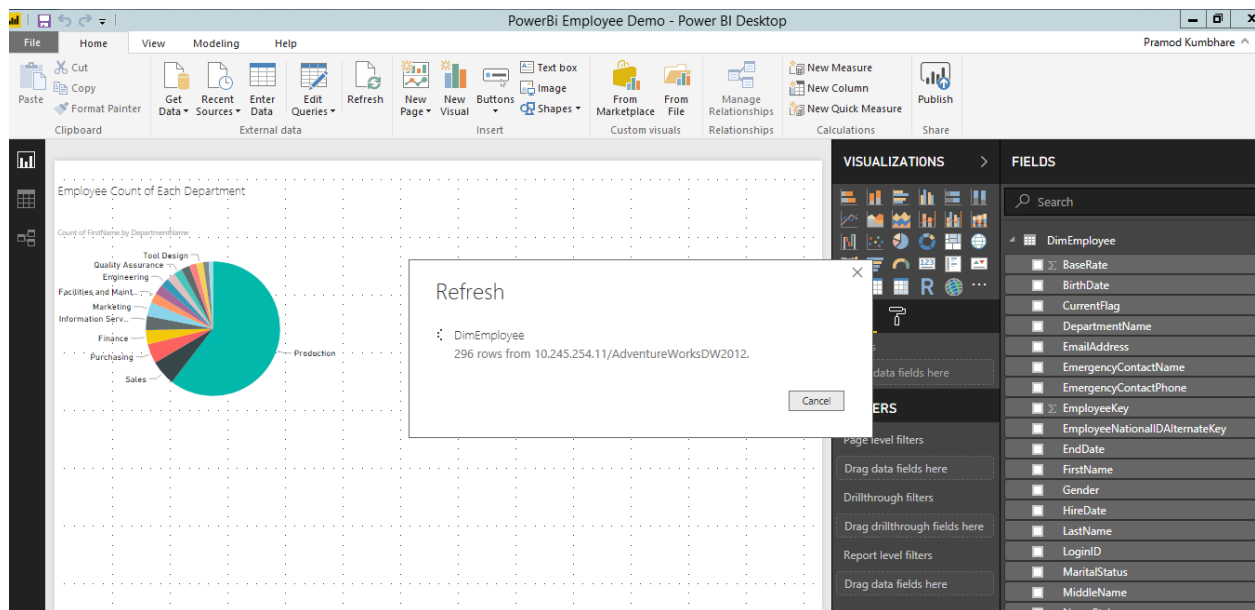 PowerBi Employee Demo - Power BI Desktop
File
Home
View
Modeling
Help
Pramod Kumbhare
Paste
Cut
Copy
Format Painter
Clipboard
Get Data
Recent Sources
Enter Data
Edit Queries
Refresh
External data
New Page
New Visual
Buttons
Text box
Image
Shapes
Insert
From Marketplace
From File
Custom visuals
Manage Relationships
Relationships
New Measure
New Column
New Quick Measure
Calculations
Publish
Share
Employee Count of Each Department
Count of FirstName by DepartmentName
Tool Design
Quality Assurance
Engineering
Facilities and Maint...
Marketing
Information Serv...
Finance
Purchasing
Sales
Production
Refresh
DimEmployee
296 rows from 10.245.254.11/AdventureWorksDW2012.
Cancel
VISUALIZATIONS
123
R
data fields here
ERS
Page level filters
Drag data fields here
Drillthrough filters
Drag drillthrough fields here
Report level filters
Drag data fields here
FIELDS
Search
DimEmployee
Σ BaseRate
BirthDate
CurrentFlag
DepartmentName
EmailAddress
EmergencyContactName
EmergencyContactPhone
Σ EmployeeKey
EmployeeNationalIDAlternateKey
EndDate
FirstName
Gender
HireDate
LastName
LoginID
MaritalStatus
MiddleName